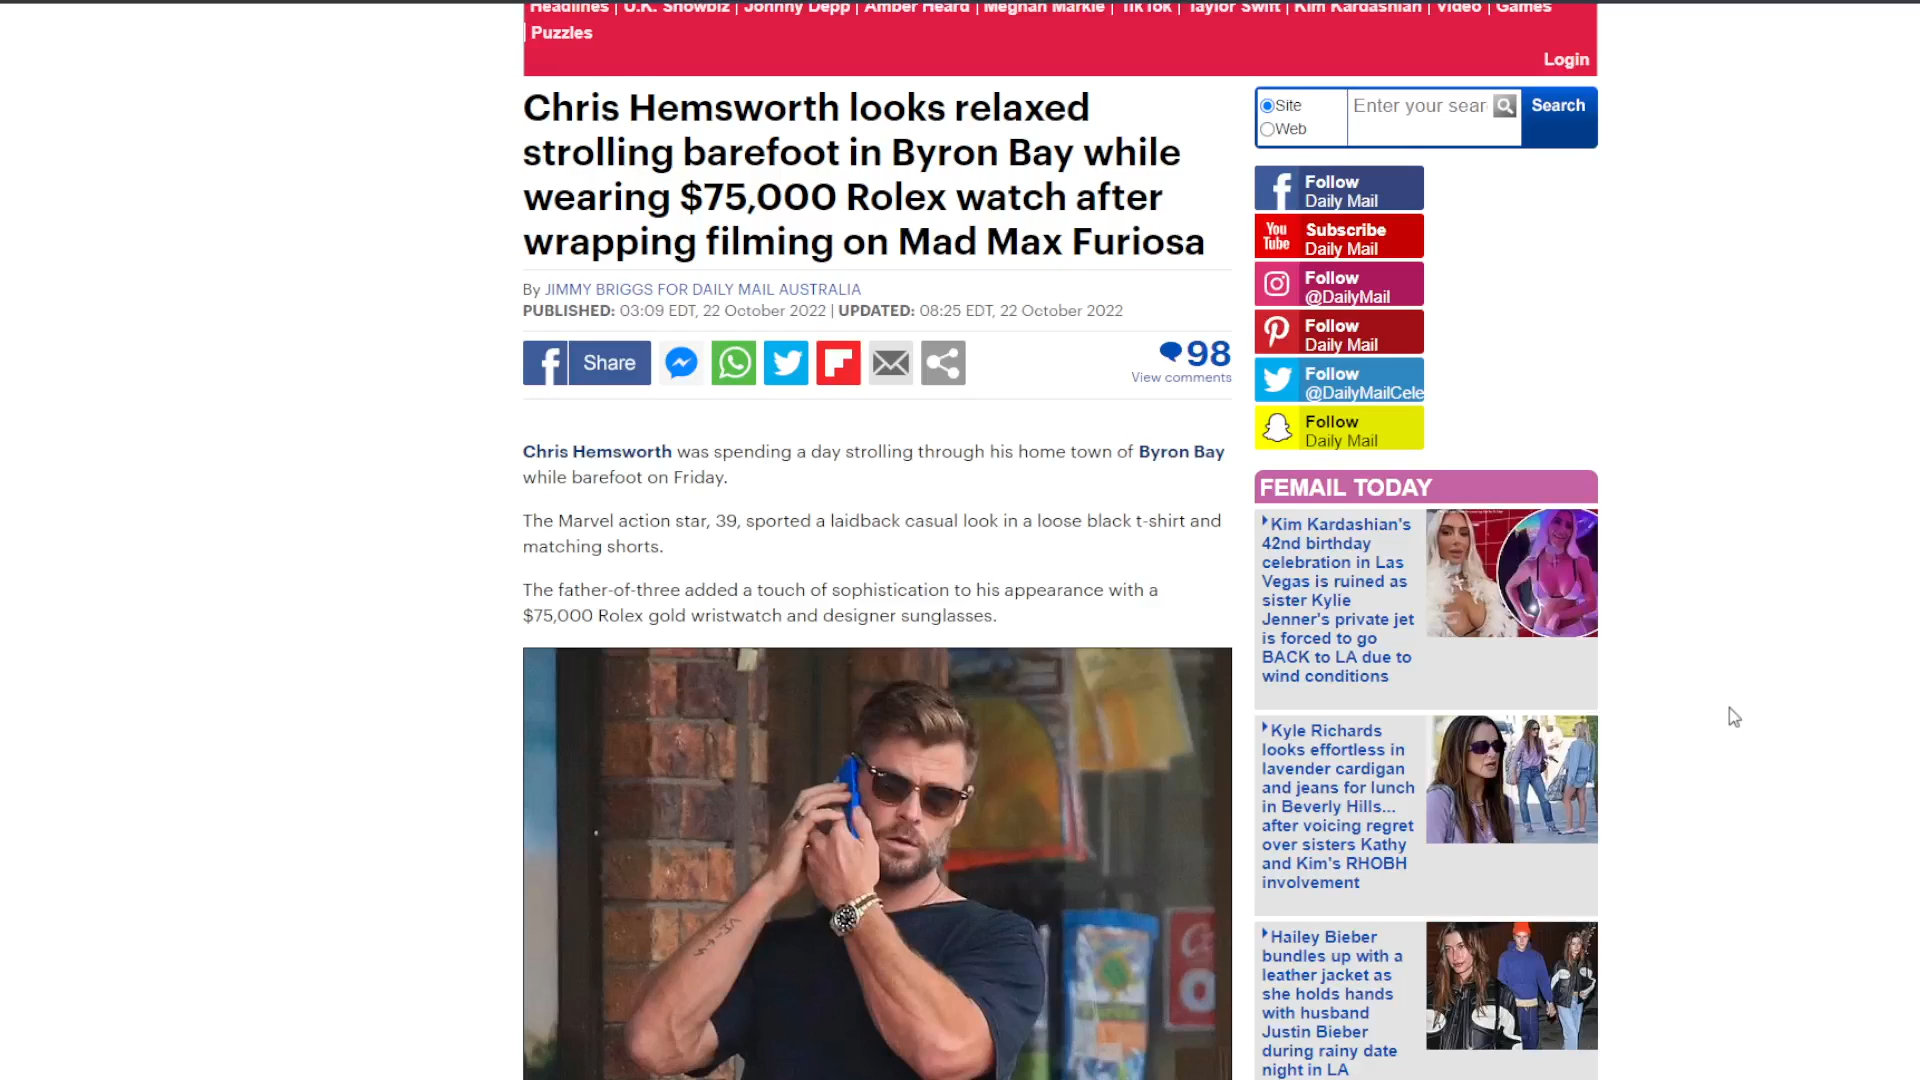 Headlines | U.K. Showbiz | Johnny Depp | Amber Heard | Meghan Markle | TikTok | Taylor Swift | Kim Kardashian | Video | Games
| Puzzles
Login
Chris Hemsworth looks relaxed
strolling barefoot in Byron Bay while
wearing $75,000 Rolex watch after
wrapping filming on Mad Max Furiosa
By JIMMY BRIGGS FOR DAILY MAIL AUSTRALIA
PUBLISHED: 03:09 EDT, 22 October 2022 | UPDATED: 08:25 EDT, 22 October 2022
Share
98
View comments
Chris Hemsworth was spending a day strolling through his home town of Byron Bay
while barefoot on Friday.
The Marvel action star, 39, sported a laidback casual look in a loose black t-shirt and
matching shorts.
The father-of-three added a touch of sophistication to his appearance with a
$75,000 Rolex gold wristwatch and designer sunglasses.
Site
Web
Enter your sear
Search
Follow
Daily Mail
You
Tube
Subscribe
Daily Mail
Follow
@DailyMail
Follow
Daily Mail
Follow
@DailyMailCele
Follow
Daily Mail
FEMAIL TODAY
Kim Kardashian's
42nd birthday
celebration in Las
Vegas is ruined as
sister Kylie
Jenner's private jet
is forced to go
BACK to LA due to
wind conditions
Kyle Richards
looks effortless in
lavender cardigan
and jeans for lunch
in Beverly Hills...
after voicing regret
over sisters Kathy
and Kim's RHOBH
involvement
Hailey Bieber
bundles up with a
leather jacket as
she holds hands
with husband
Justin Bieber
during rainy date
night in LA